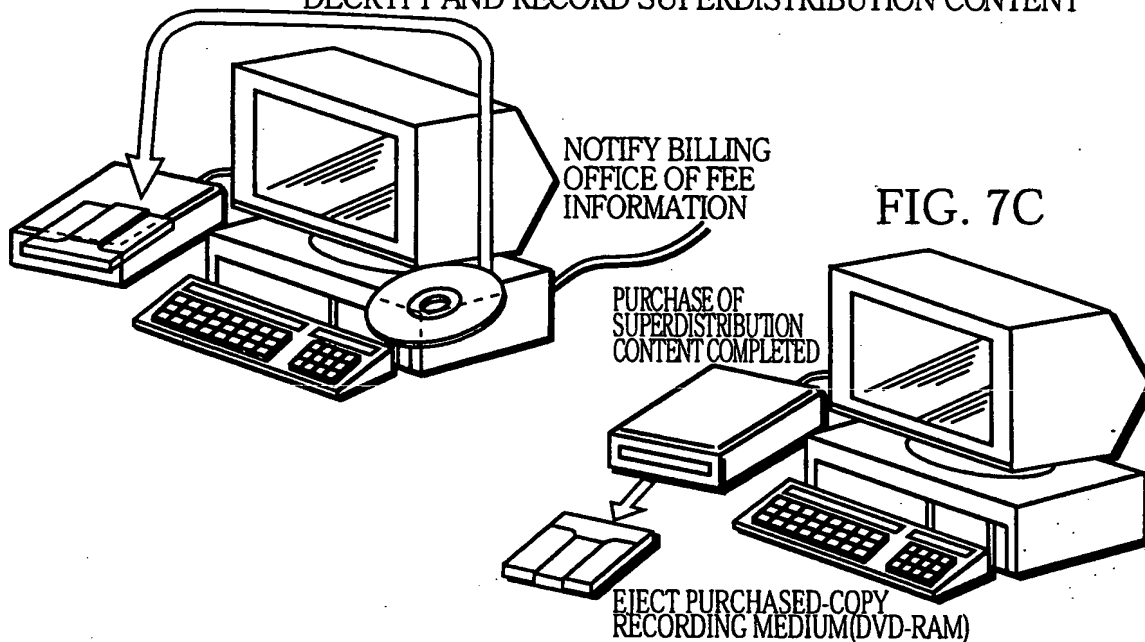 DECRYPT AND RECORD SUPERDISTRIBUTION CONTENT
NOTIFY BILLING
OFFICE OF FEE
INFORMATION
FIG. 7C
PURCHASE OF
SUPERDISTRIBUTION
CONTENT COMPLETED
EJECT PURCHASED-COPY
RECORDING MEDIUM(DVD-RAM)